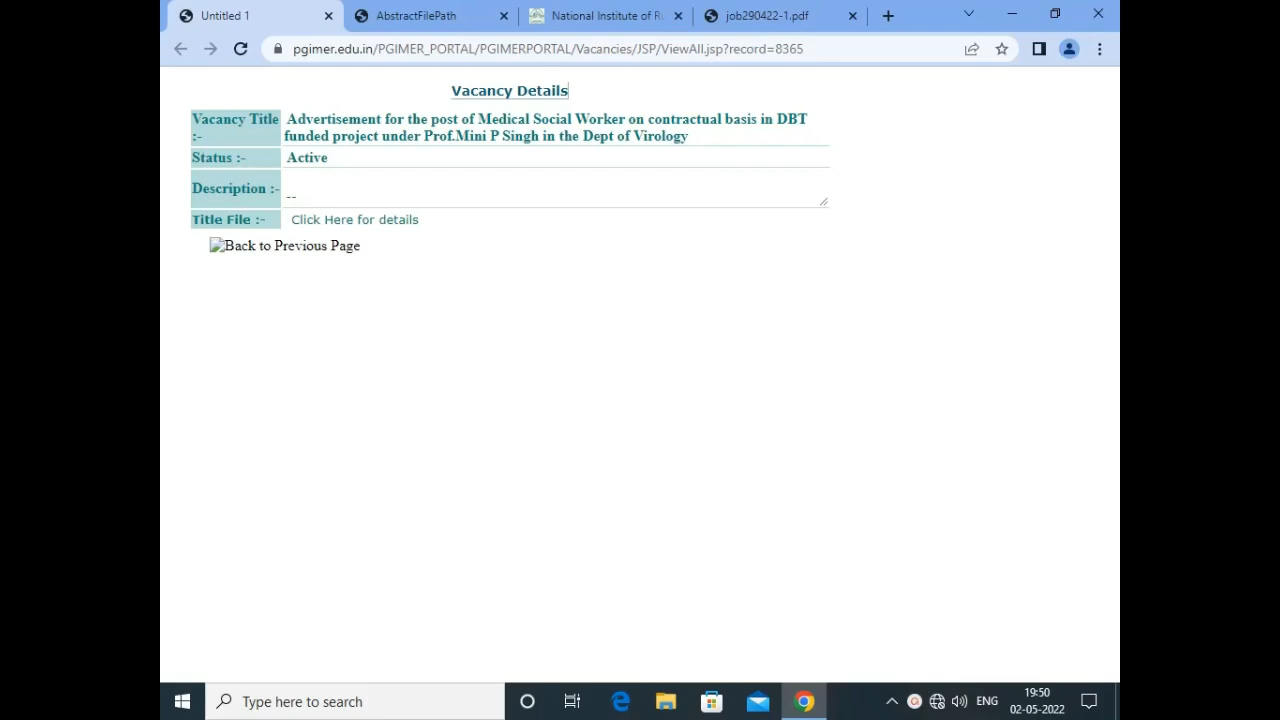 Untitled 1
AbstractFilePath
National Institute of Ru
job290422-1.pdf
pgimer.edu.in/PGIMER_PORTAL/PGIMERPORTAL/Vacancies/JSP/ViewAll.jsp?record=8365
Vacancy Details
Vacancy Title :-
Advertisement for the post of Medical Social Worker on contractual basis in DBT
funded project under Prof.Mini P Singh in the Dept of Virology
Status :-
Active
Description :-
--
Title File :-
Click Here for details
Back to Previous Page
Type here to search
ENG
19:50
02-05-2022